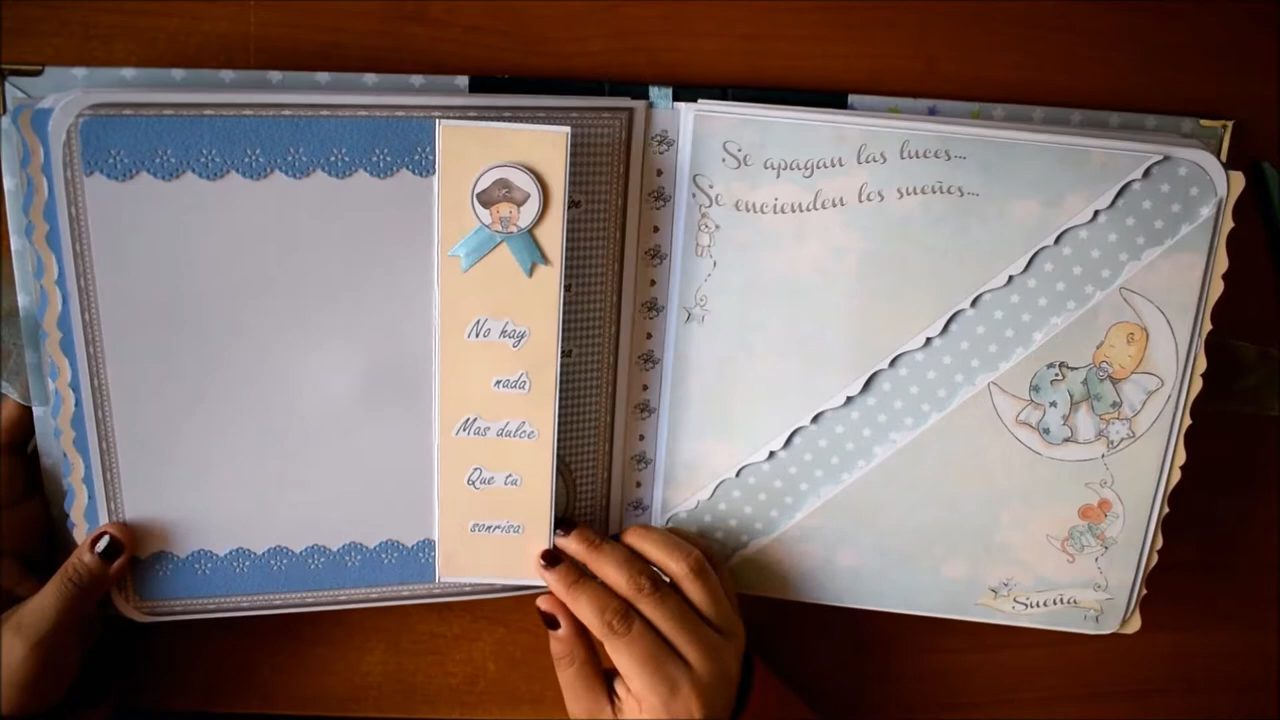 No hay
nada
Mas dulce
Que tu
sonrisa
Se apagan las luces...
Se encienden los sueños...
Sueña